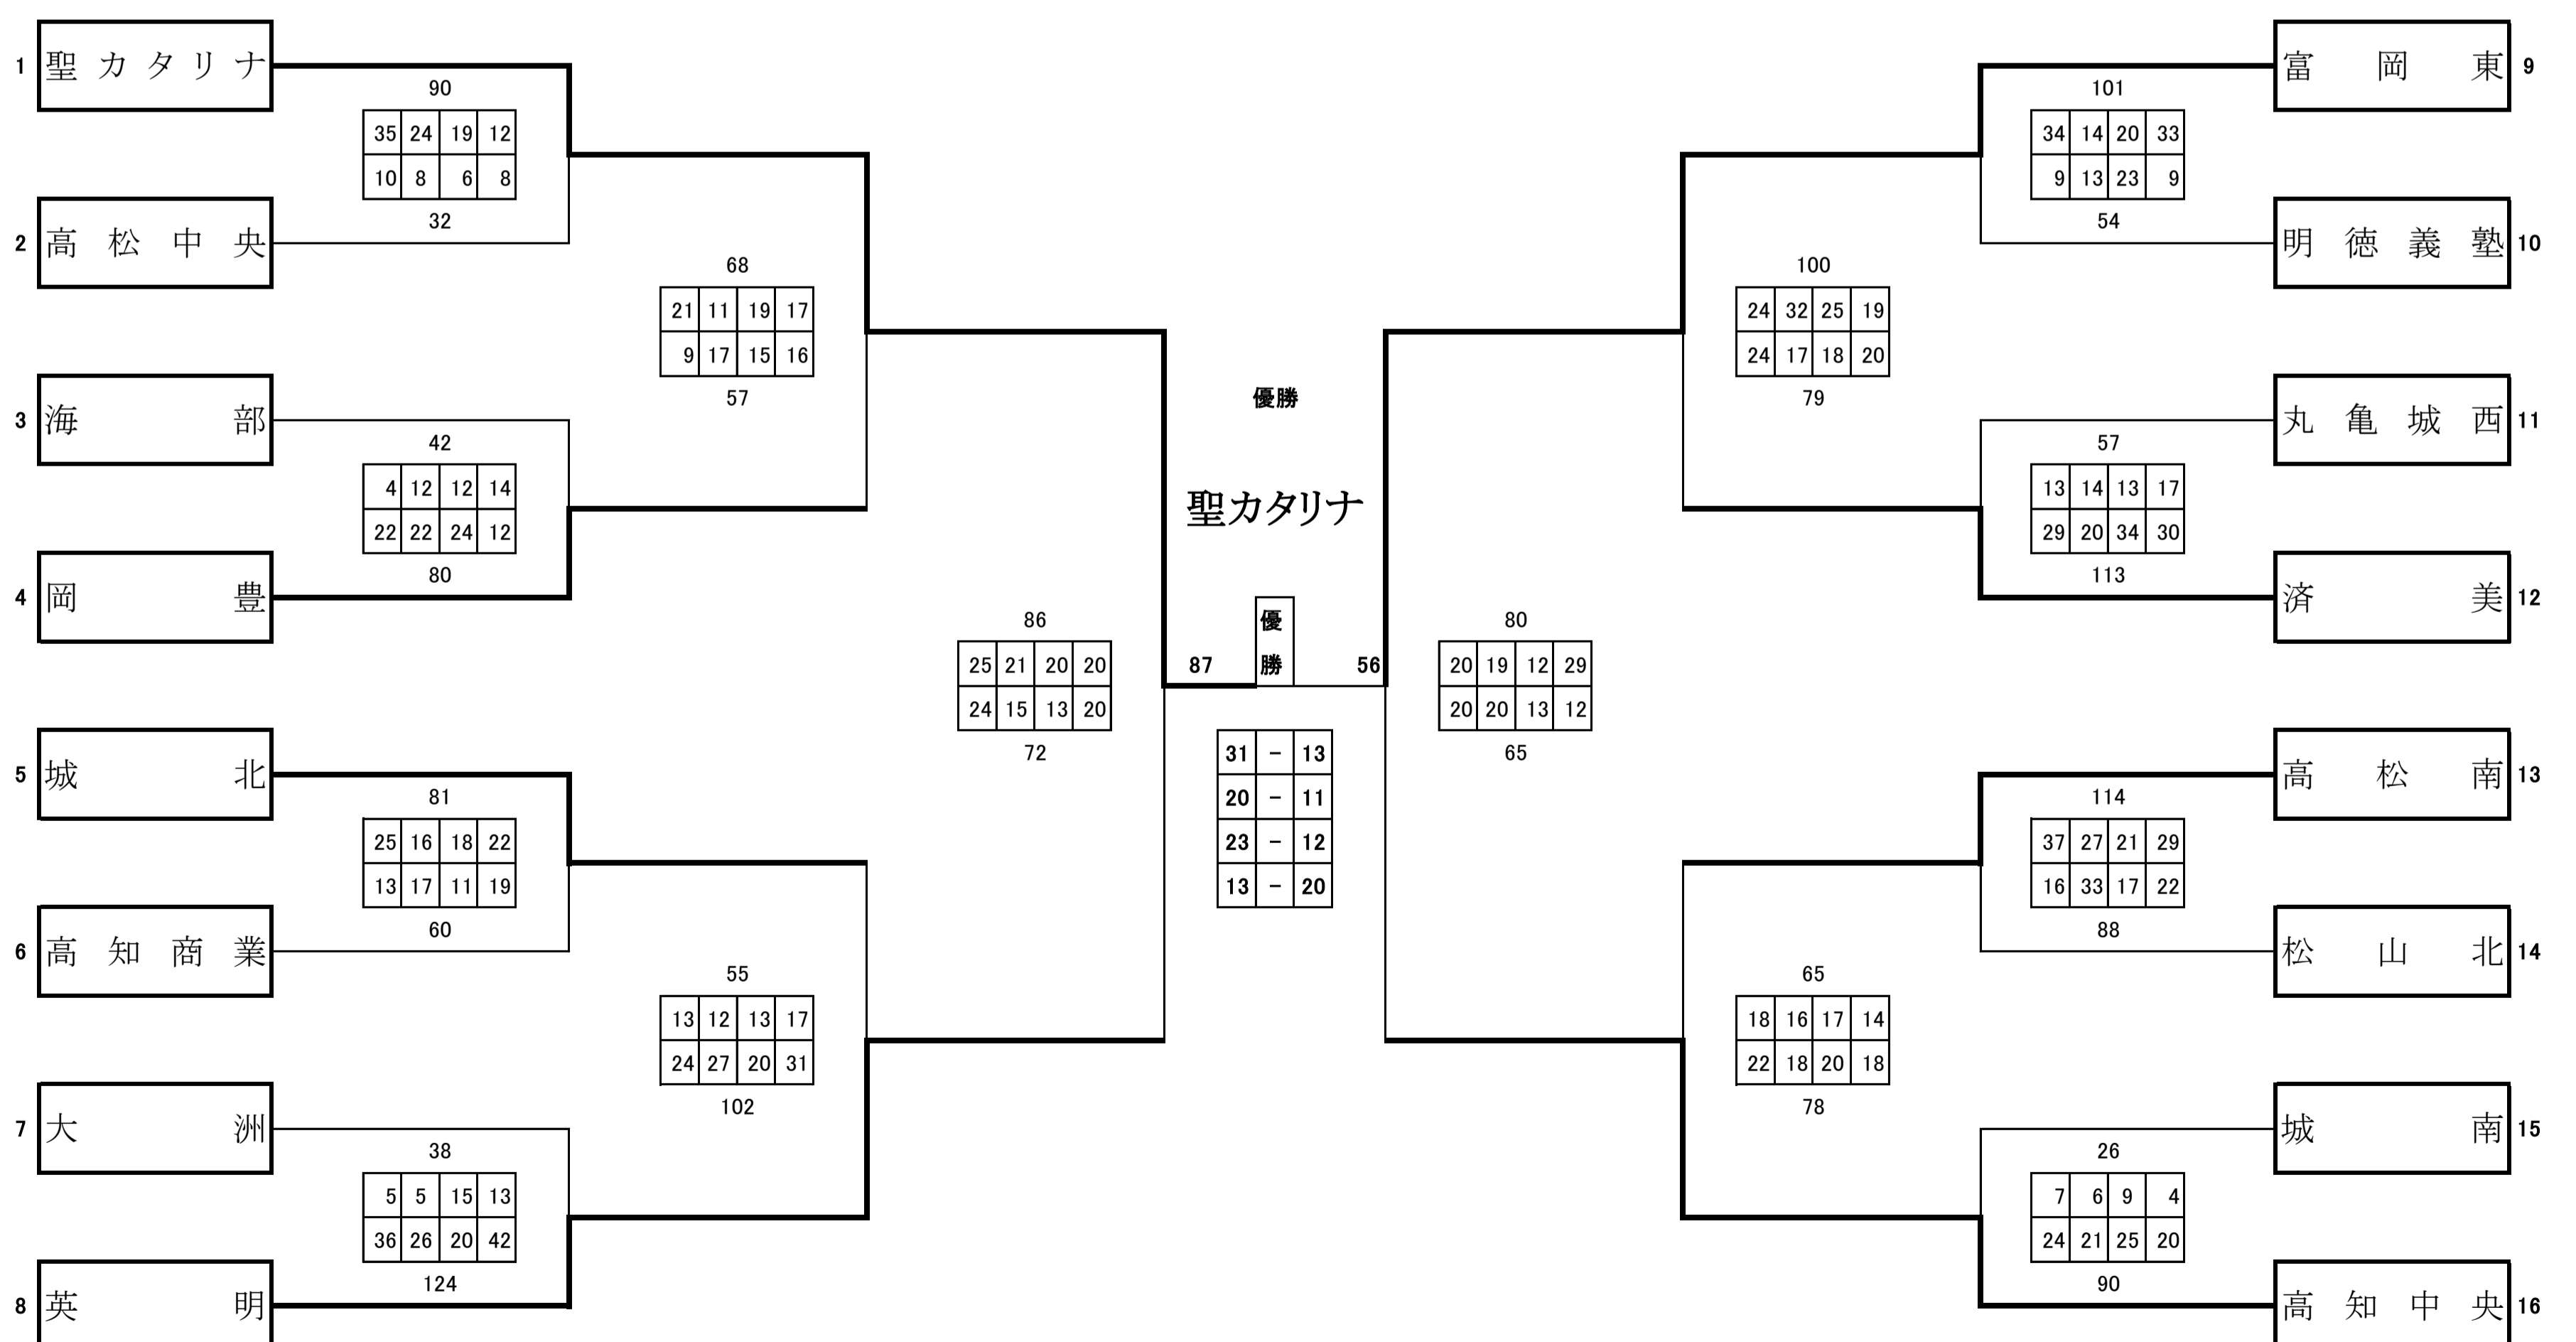 1 聖カタリナ
90
35 24 19 12
10 8 6 8
32
2 高松中央
68
21 11 19 17
9 17 15 16
57
3 海部
42
4 12 12 14
22 22 24 12
80
4 岡豊
86
25 21 20 20
24 15 13 20
72
5 城北
81
25 16 18 22
13 17 11 19
60
6 高知商業
55
13 12 13 17
24 27 20 31
102
7 大洲
38
5 5 15 13
36 26 20 42
124
8 英明
優勝
聖カタリナ
優勝
87 56
31 - 13
20 - 11
23 - 12
13 - 20
富岡東 9
101
34 14 20 33
9 13 23 9
54
明徳義塾 10
100
24 32 25 19
24 17 18 20
79
丸亀城西 11
57
13 14 13 17
29 20 34 30
113
済美 12
80
20 19 12 29
20 20 13 12
65
高松南 13
114
37 27 21 29
16 33 17 22
88
松山北 14
65
18 16 17 14
22 18 20 18
78
城南 15
26
7 6 9 4
24 21 25 20
90
高知中央 16